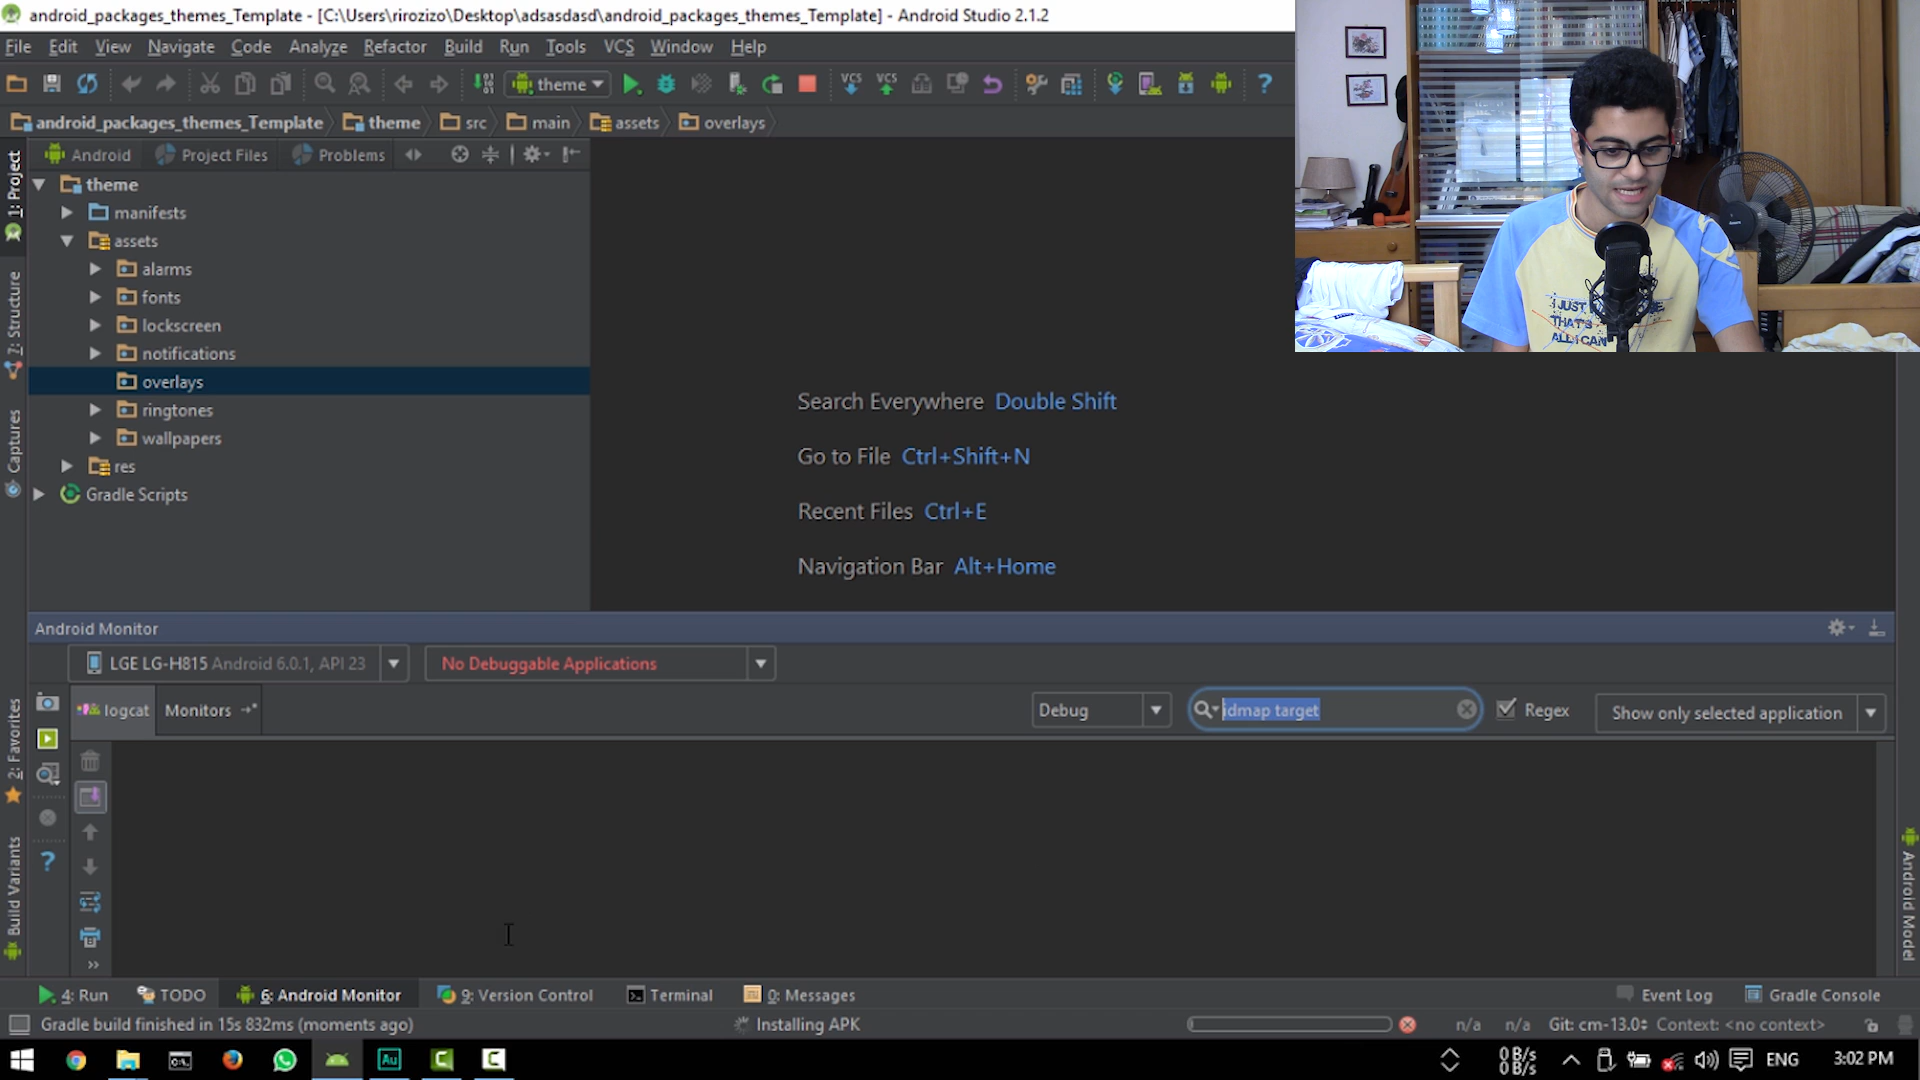 android_packages_themes_Template - [C:\Users\rirozizo\Desktop\adsasdasd\android_packages_themes_Template] - Android Studio 2.1.2
File Edit View Navigate Code Analyze Refactor Build Run Tools VCS Window Help
theme
VCS VCS
android_packages_themes_Template theme src main assets overlays
Android Project Files Problems
1: Project
7: Structure
Captures
2: Favorites
Build Variants
theme
manifests
assets
alarms
fonts
lockscreen
notifications
overlays
ringtones
wallpapers
res
Gradle Scripts
Search Everywhere Double Shift
Go to File Ctrl+Shift+N
Recent Files Ctrl+E
Navigation Bar Alt+Home
I JUST
THAT'S
ALL I CAN
Android Monitor
LGE LG-H815 Android 6.0.1, API 23
No Debuggable Applications
logcat Monitors
Debug
idmap target
Regex
Show only selected application
Android Model
4: Run TODO 6: Android Monitor 9: Version Control Terminal 0: Messages Event Log Gradle Console
Gradle build finished in 15s 832ms (moments ago) Installing APK n/a n/a Git: cm-13.0 Context: <no context>
Au C C
0 B/s
0 B/s
ENG 3:02 PM